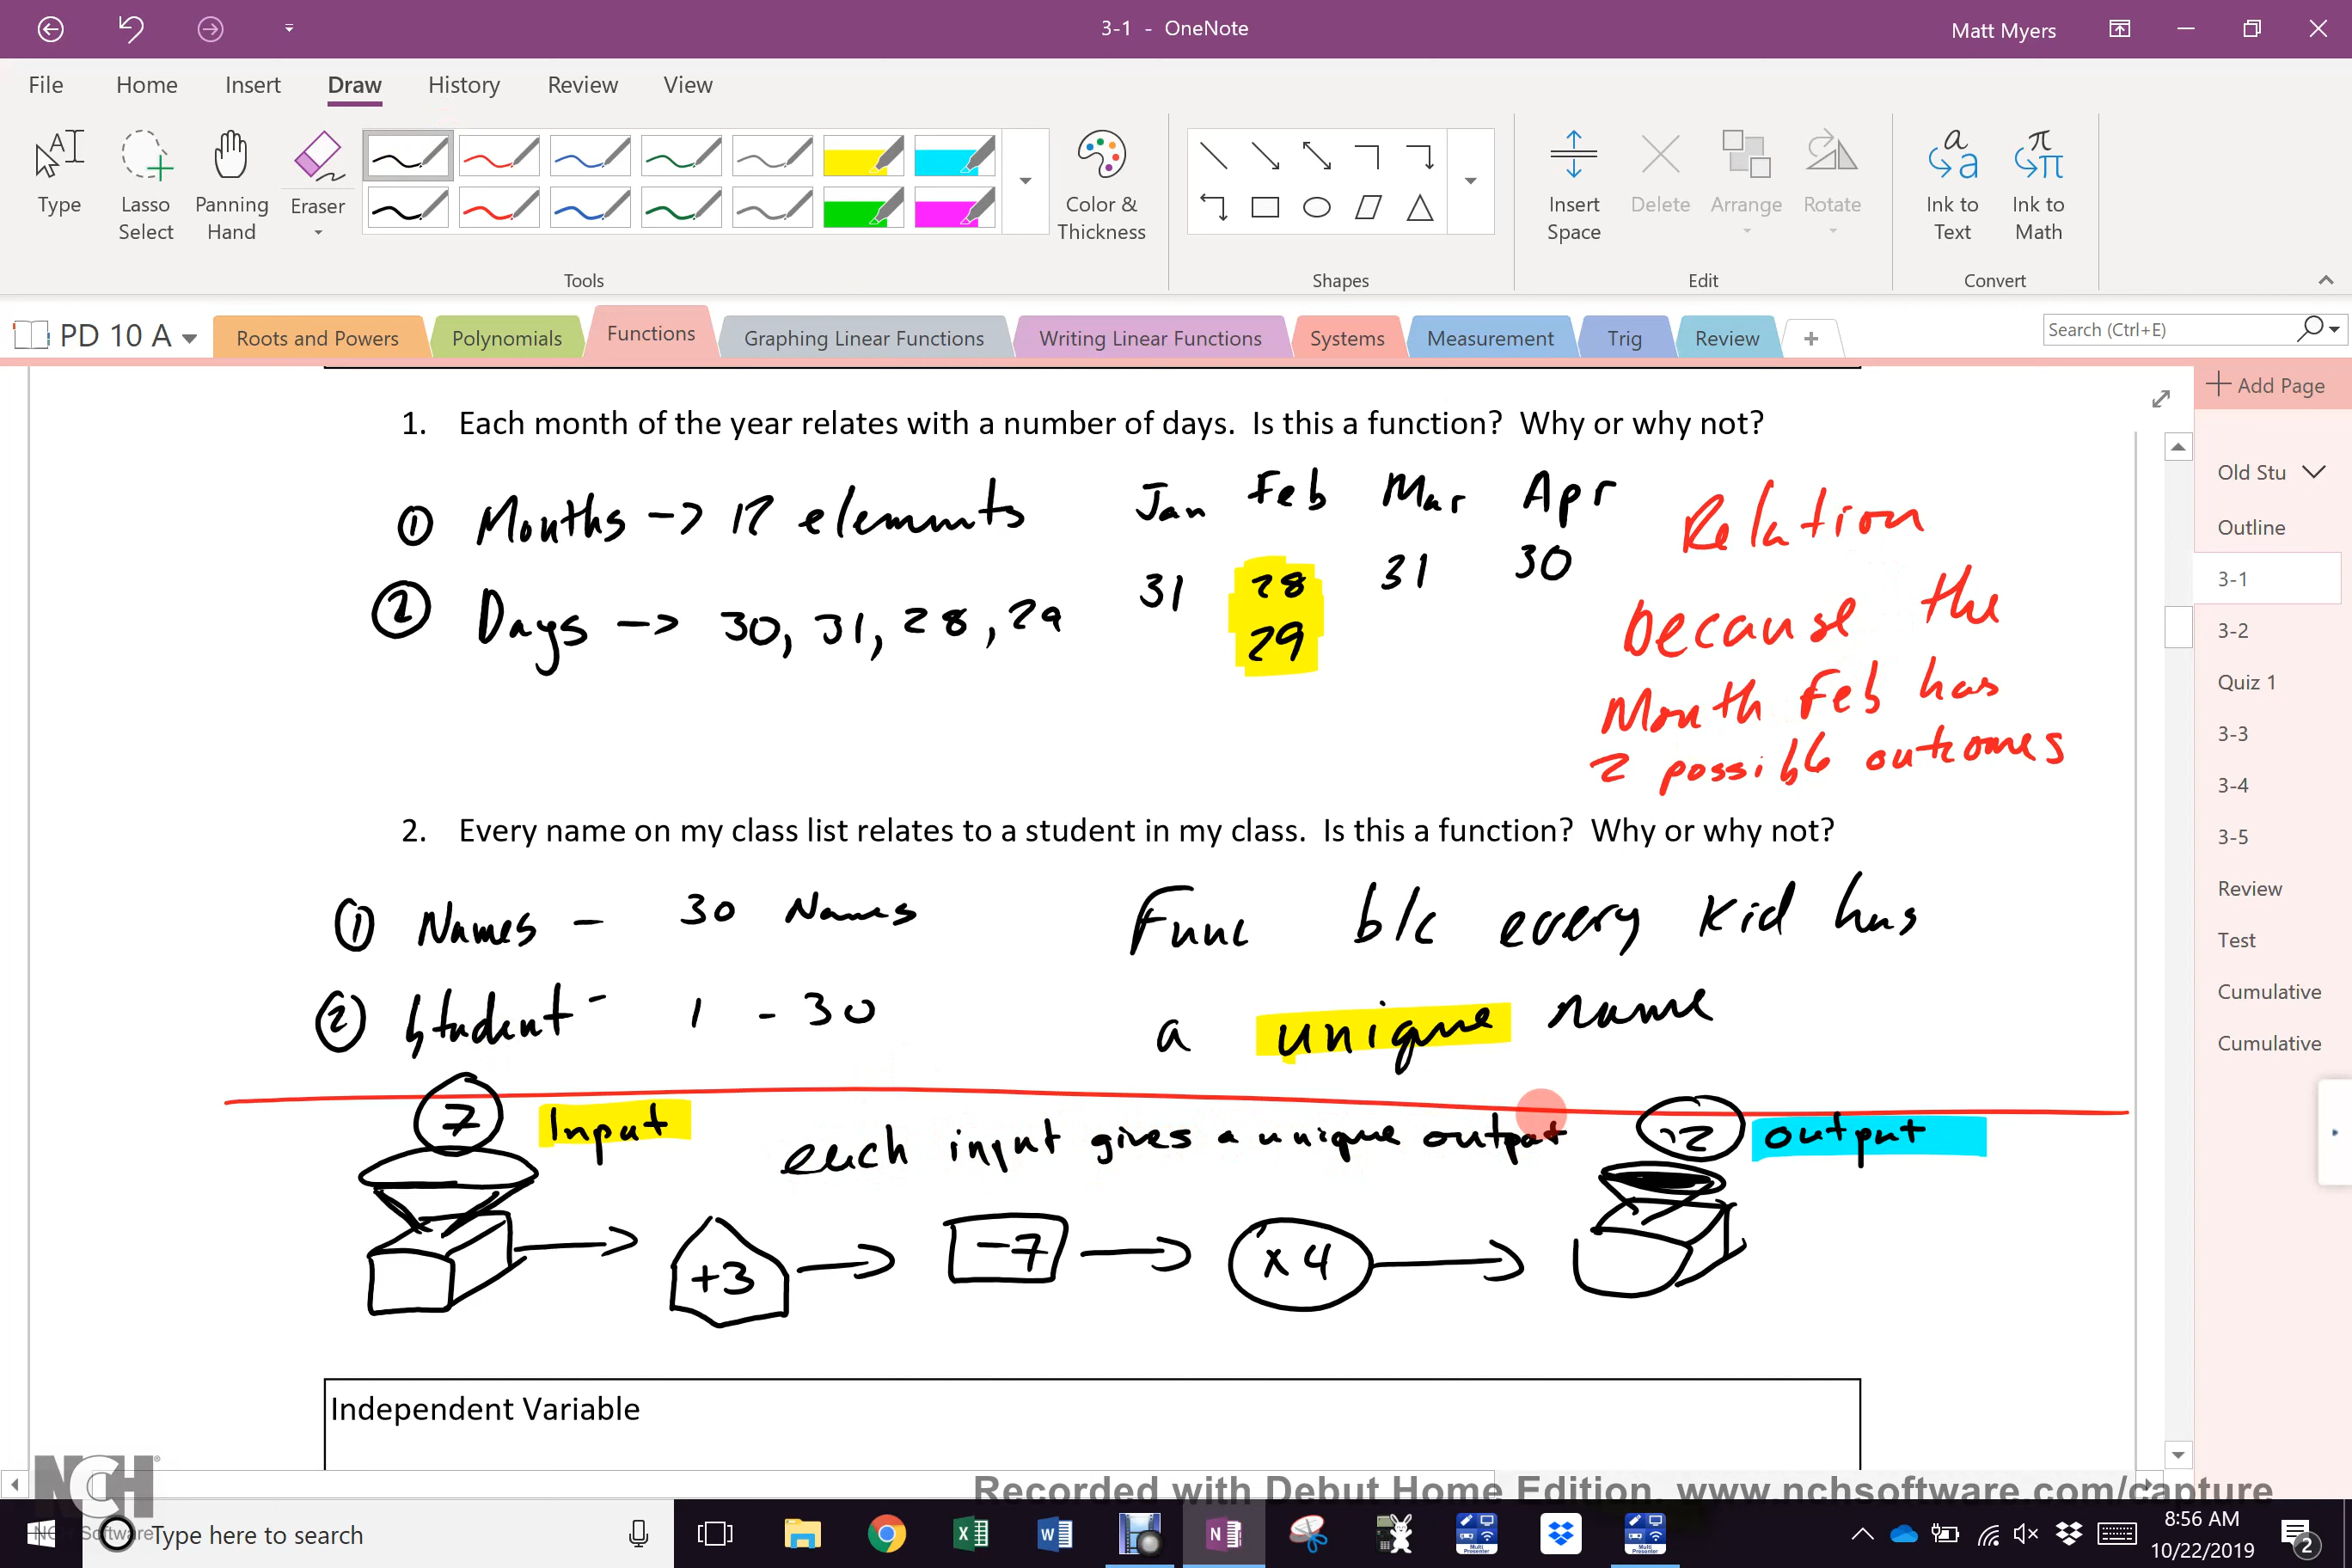 3-1 - OneNote
Matt Myers
File Home Insert Draw History Review View
Type
Lasso Select
Panning Hand
Eraser
Color & Thickness
Insert Space
Delete
Arrange
Rotate
Ink to Text
Ink to Math
Tools
Shapes
Edit
Convert
PD 10 A
Roots and Powers
Polynomials
Functions
Graphing Linear Functions
Writing Linear Functions
Systems
Measurement
Trig
Review
Search (Ctrl+E)
Add Page
Old Stu
Outline
3-1
3-2
Quiz 1
3-3
3-4
3-5
Review
Test
Cumulative
Cumulative
1. Each month of the year relates with a number of days. Is this a function? Why or why not?
① Months -> 12 elements
② Days -> 30, 31, 28, 29
Jan Feb Mar Apr
31 28 31 30
29
Relation
because the
Month Feb has
2 possible outcomes
2. Every name on my class list relates to a student in my class. Is this a function? Why or why not?
① Names - 30 Names
② Student - 1 - 30
Func b/c every kid has
a unique name
7 Input
each input gives a unique output
12 output
+3
-7
x 4
Independent Variable
NCH®
NCH Software
Recorded with Debut Home Edition. www.nchsoftware.com/capture
Type here to search
8:56 AM
10/22/2019
2